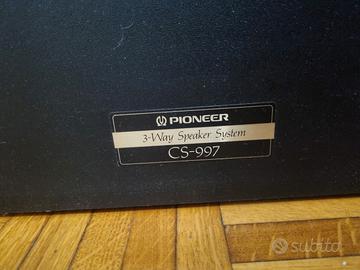 PIONEER
3-Way Speaker System
CS-997
subito